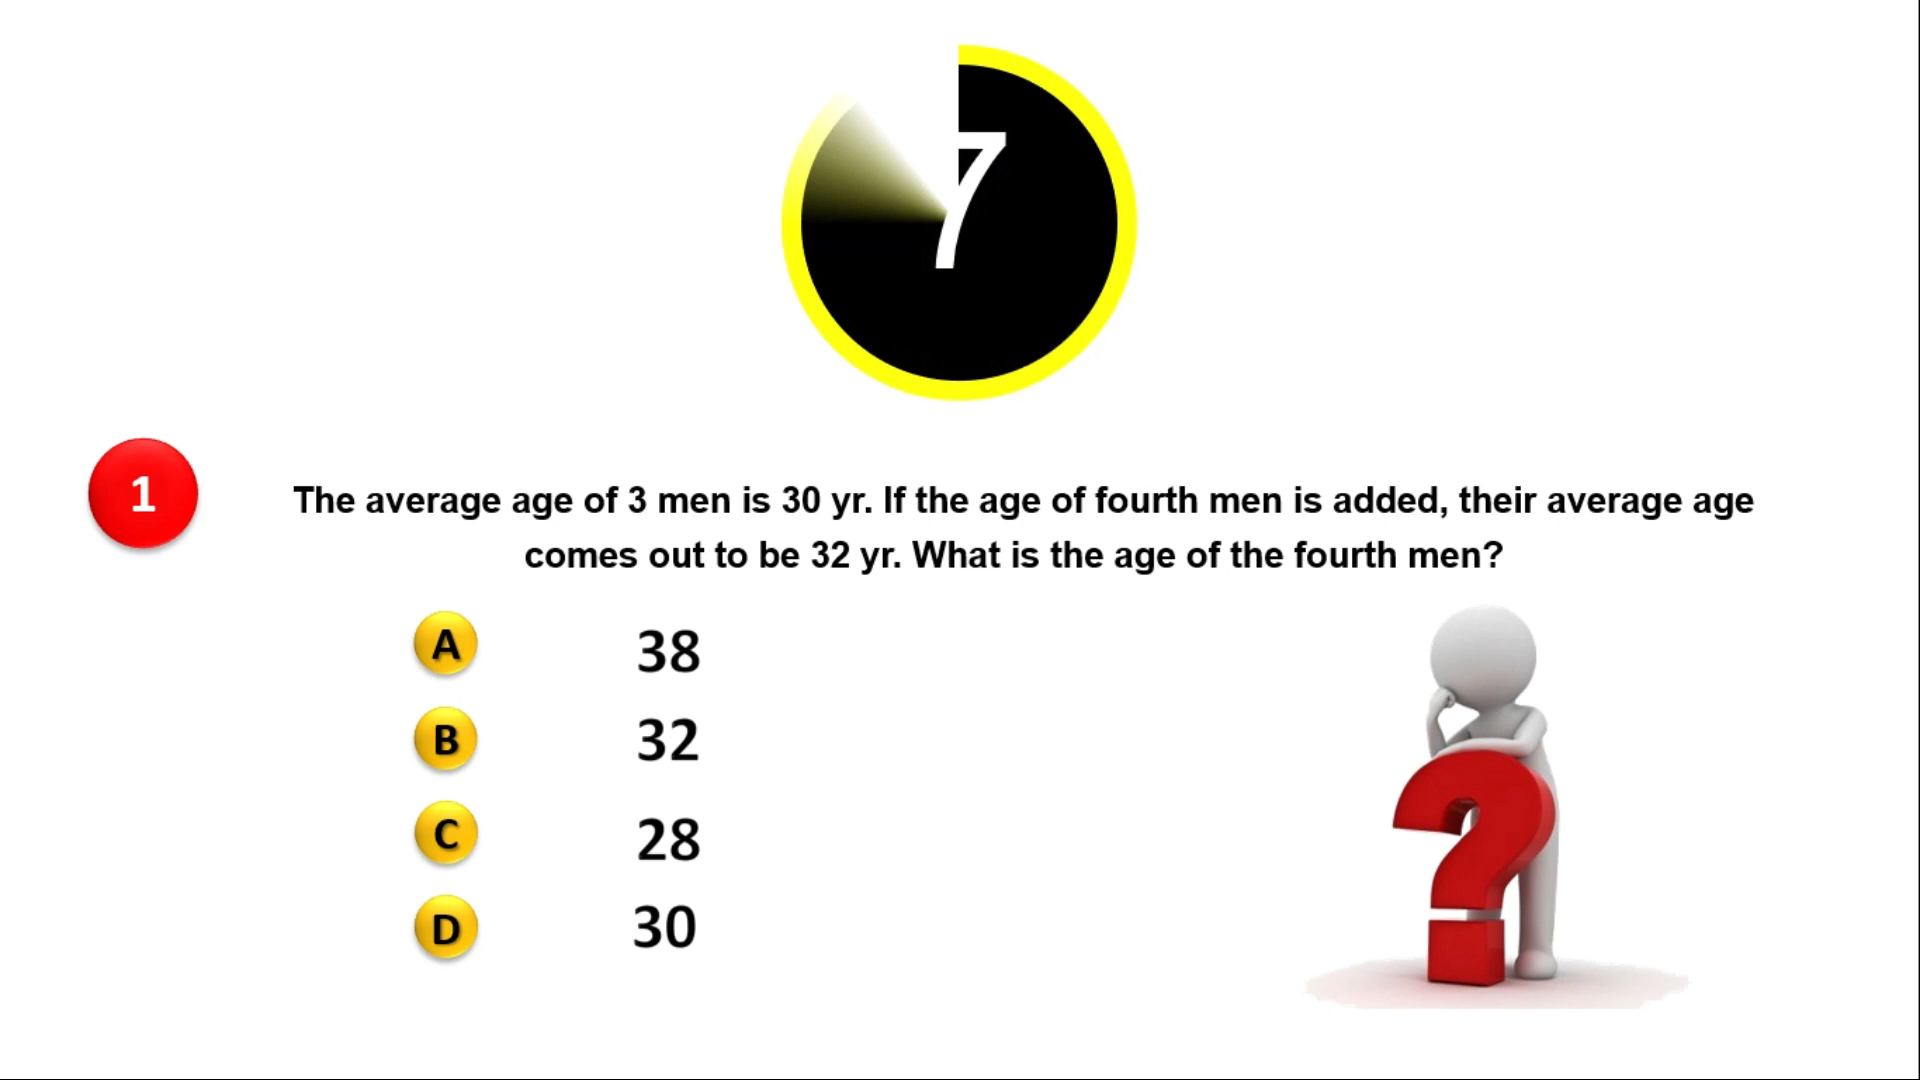 7
1
The average age of 3 men is 30 yr. If the age of fourth men is added, their average age
comes out to be 32 yr. What is the age of the fourth men?
A 38
B 32
C 28
D 30